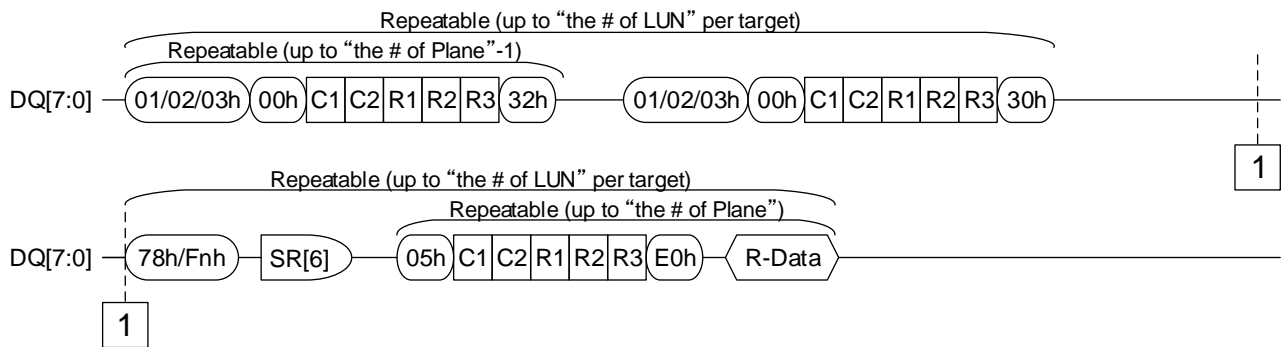 Repeatable (up to “the # of LUN” per target)
Repeatable (up to “the # of Plane”-1)
DQ[7:0] 01/02/03h 00h C1 C2 R1 R2 R3 32h 01/02/03h 00h C1 C2 R1 R2 R3 30h
1
Repeatable (up to “the # of LUN” per target)
Repeatable (up to “the # of Plane”)
DQ[7:0] 78h/Fnh SR[6] 05h C1 C2 R1 R2 R3 E0h R-Data
1